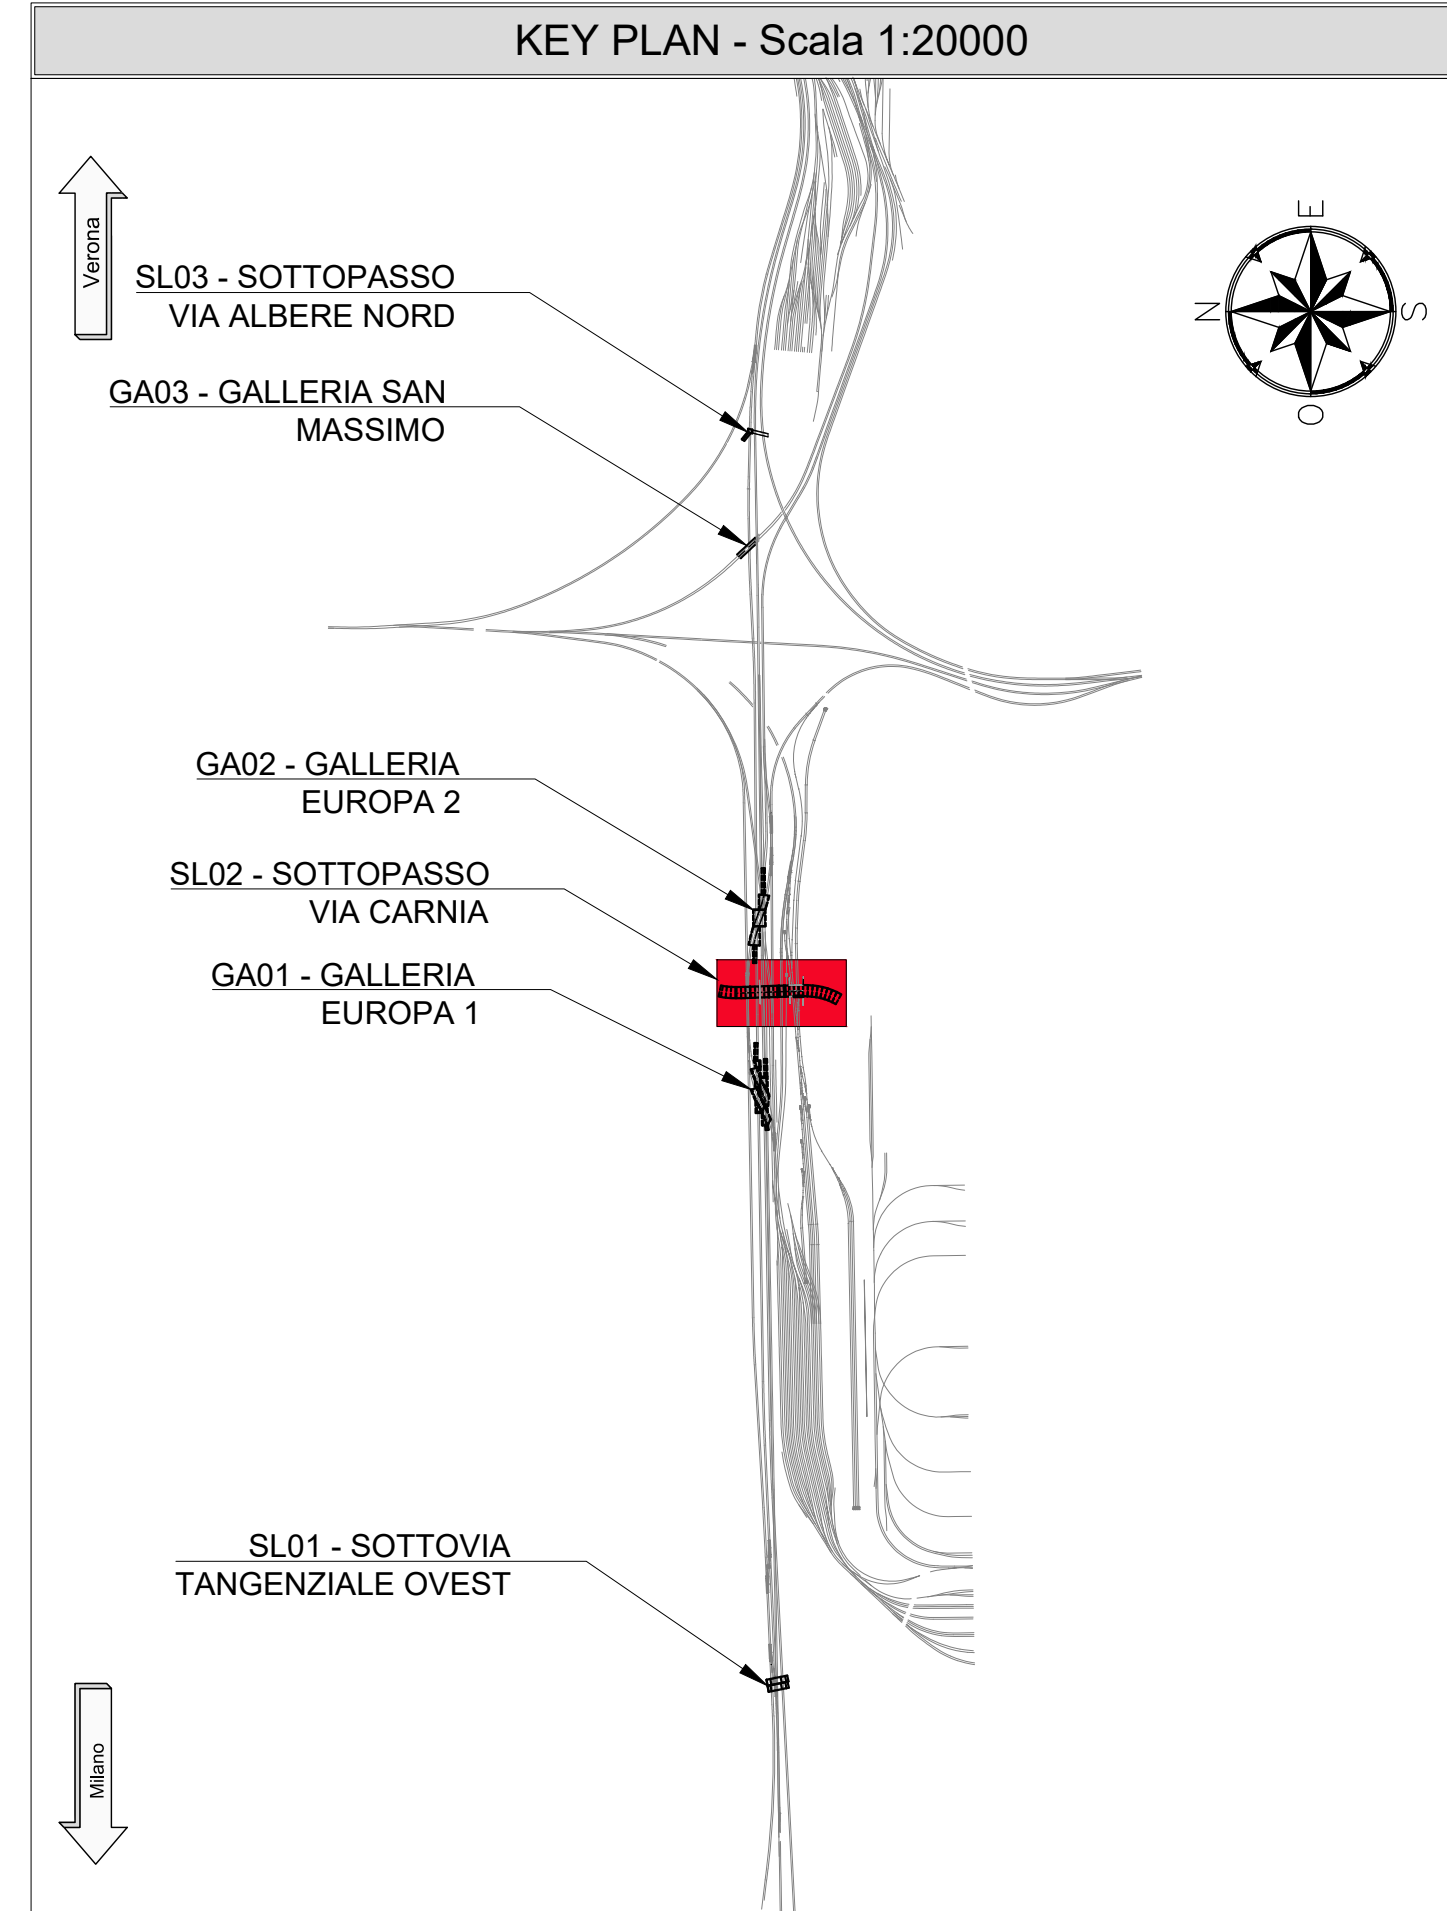 KEY PLAN - Scala 1:20000
Verona
E
N
S
O
SL03 - SOTTOPASSO
VIA ALBERE NORD
GA03 - GALLERIA SAN
MASSIMO
GA02 - GALLERIA
EUROPA 2
SL02 - SOTTOPASSO
VIA CARNIA
GA01 - GALLERIA
EUROPA 1
SL01 - SOTTOVIA
TANGENZIALE OVEST
Milano